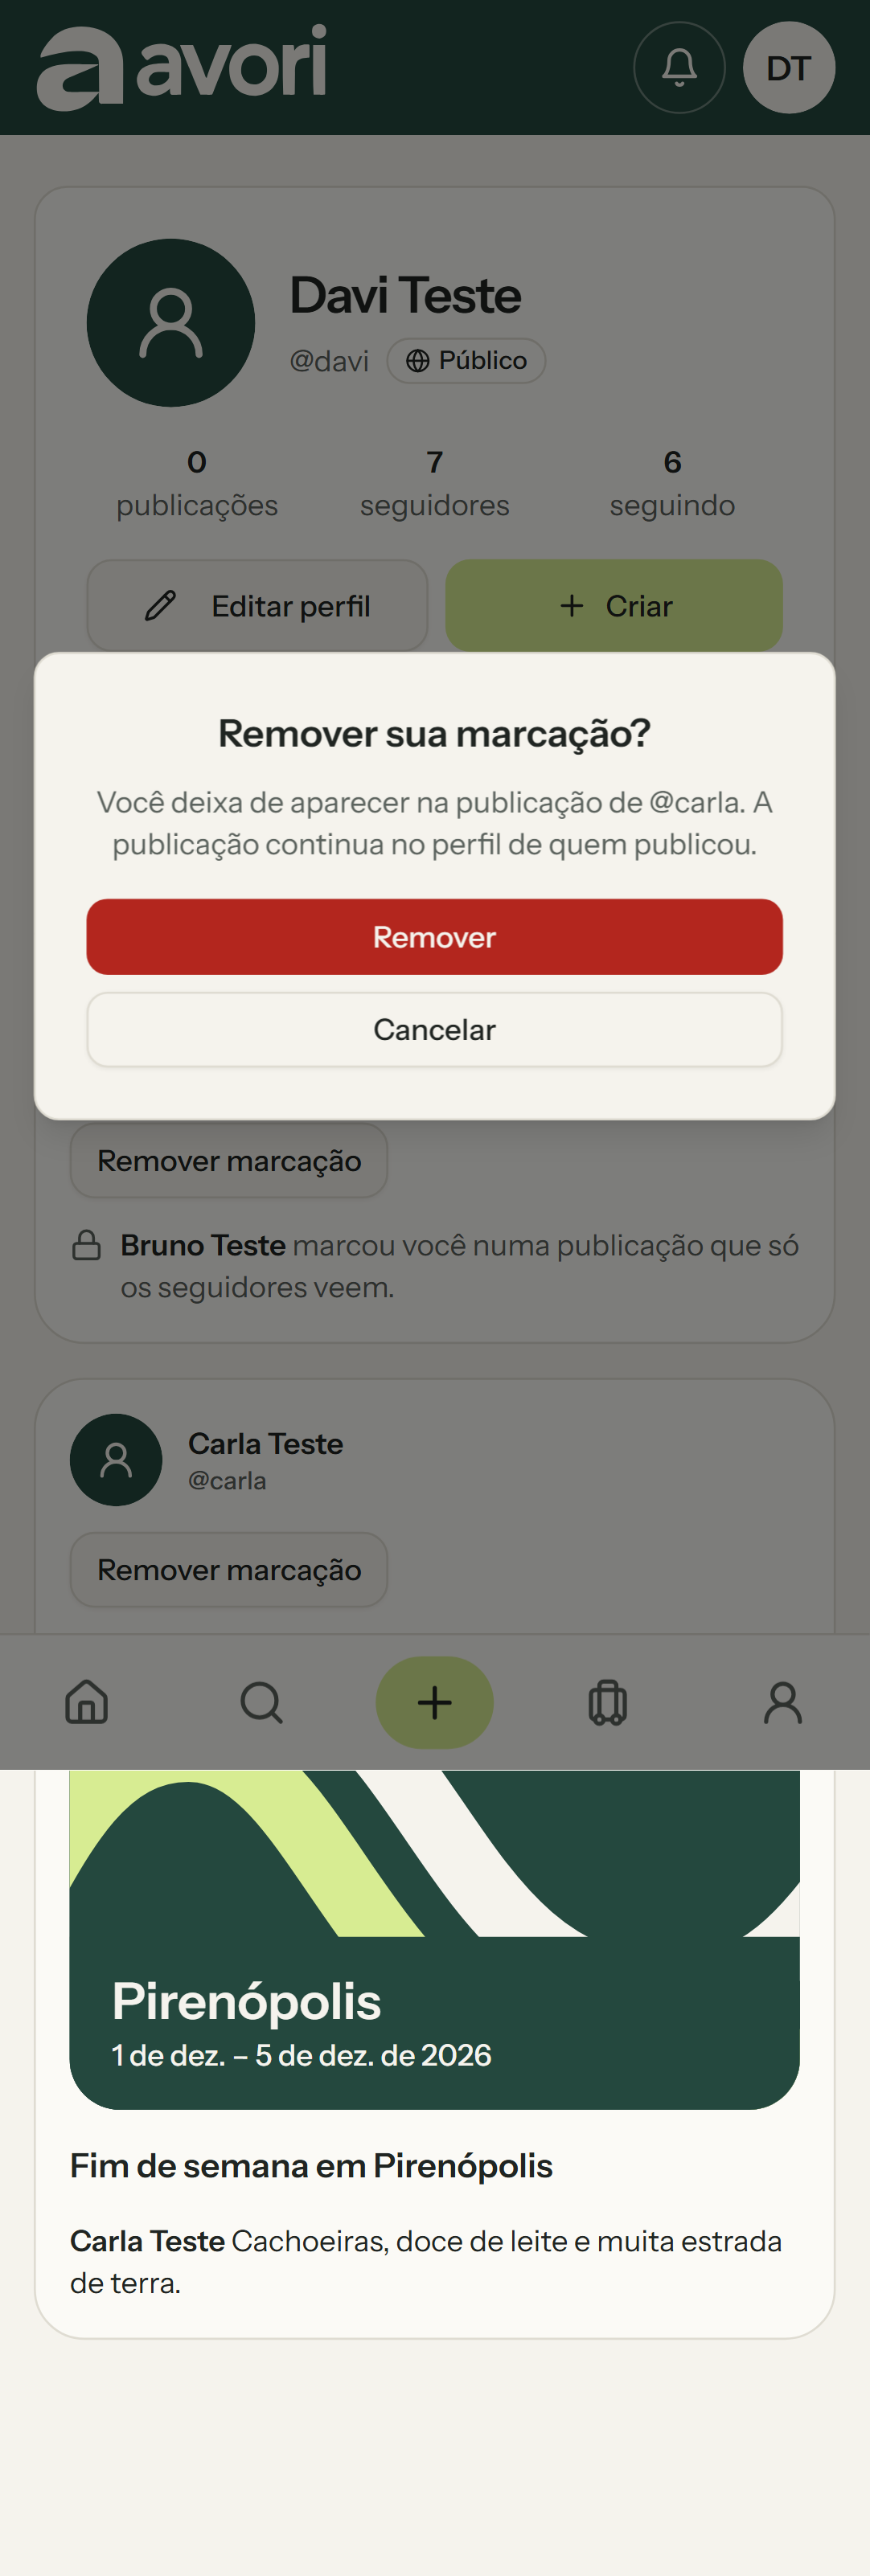 a avori
DT
Davi Teste
@davi
Público
0
7
6
publicações
seguidores
seguindo
Editar perfil
Criar
Remover sua marcação?
Você deixa de aparecer na publicação de @carla. A
publicação continua no perfil de quem publicou.
Remover
Cancelar
Remover marcação
Bruno Teste marcou você numa publicação que só
os seguidores veem.
Carla Teste
@carla
Remover marcação
Pirenópolis
1 de dez. – 5 de dez. de 2026
Fim de semana em Pirenópolis
Carla Teste Cachoeiras, doce de leite e muita estrada
de terra.